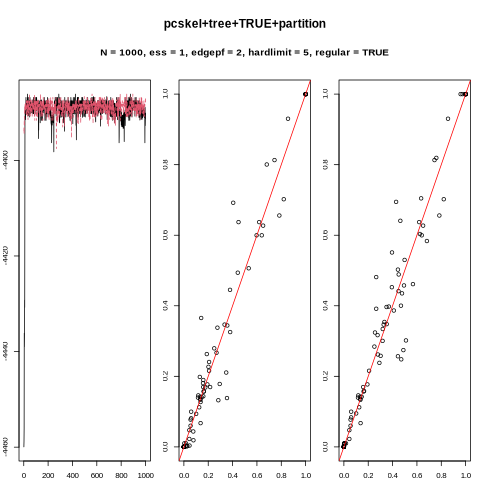 pcskel+tree+TRUE+partition
N = 1000, ess = 1, edgepf = 2, hardlimit = 5, regular = TRUE
-4400
-4420
-4440
-4460
0 200 400 600 800 1000
0.0 0.2 0.4 0.6 0.8 1.0
0.0 0.2 0.4 0.6 0.8 1.0
0.0 0.2 0.4 0.6 0.8 1.0
0.0 0.2 0.4 0.6 0.8 1.0